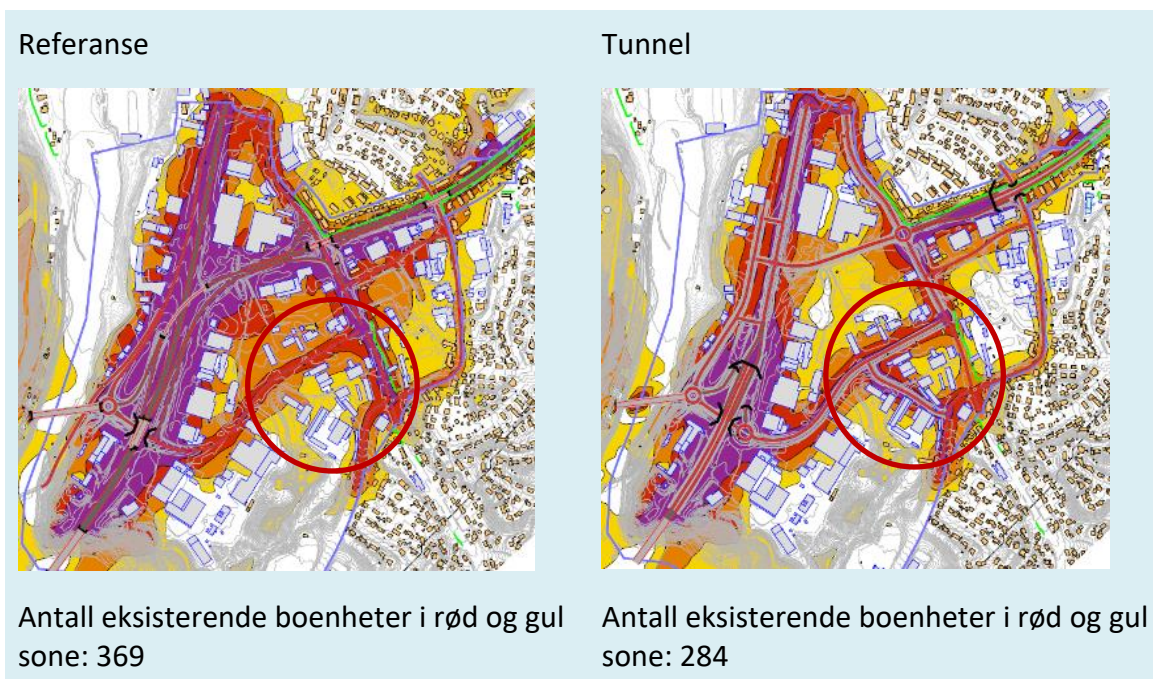 Referanse
Tunnel
Antall eksisterende boenheter i rød og gul
sone: 369
Antall eksisterende boenheter i rød og gul
sone: 284